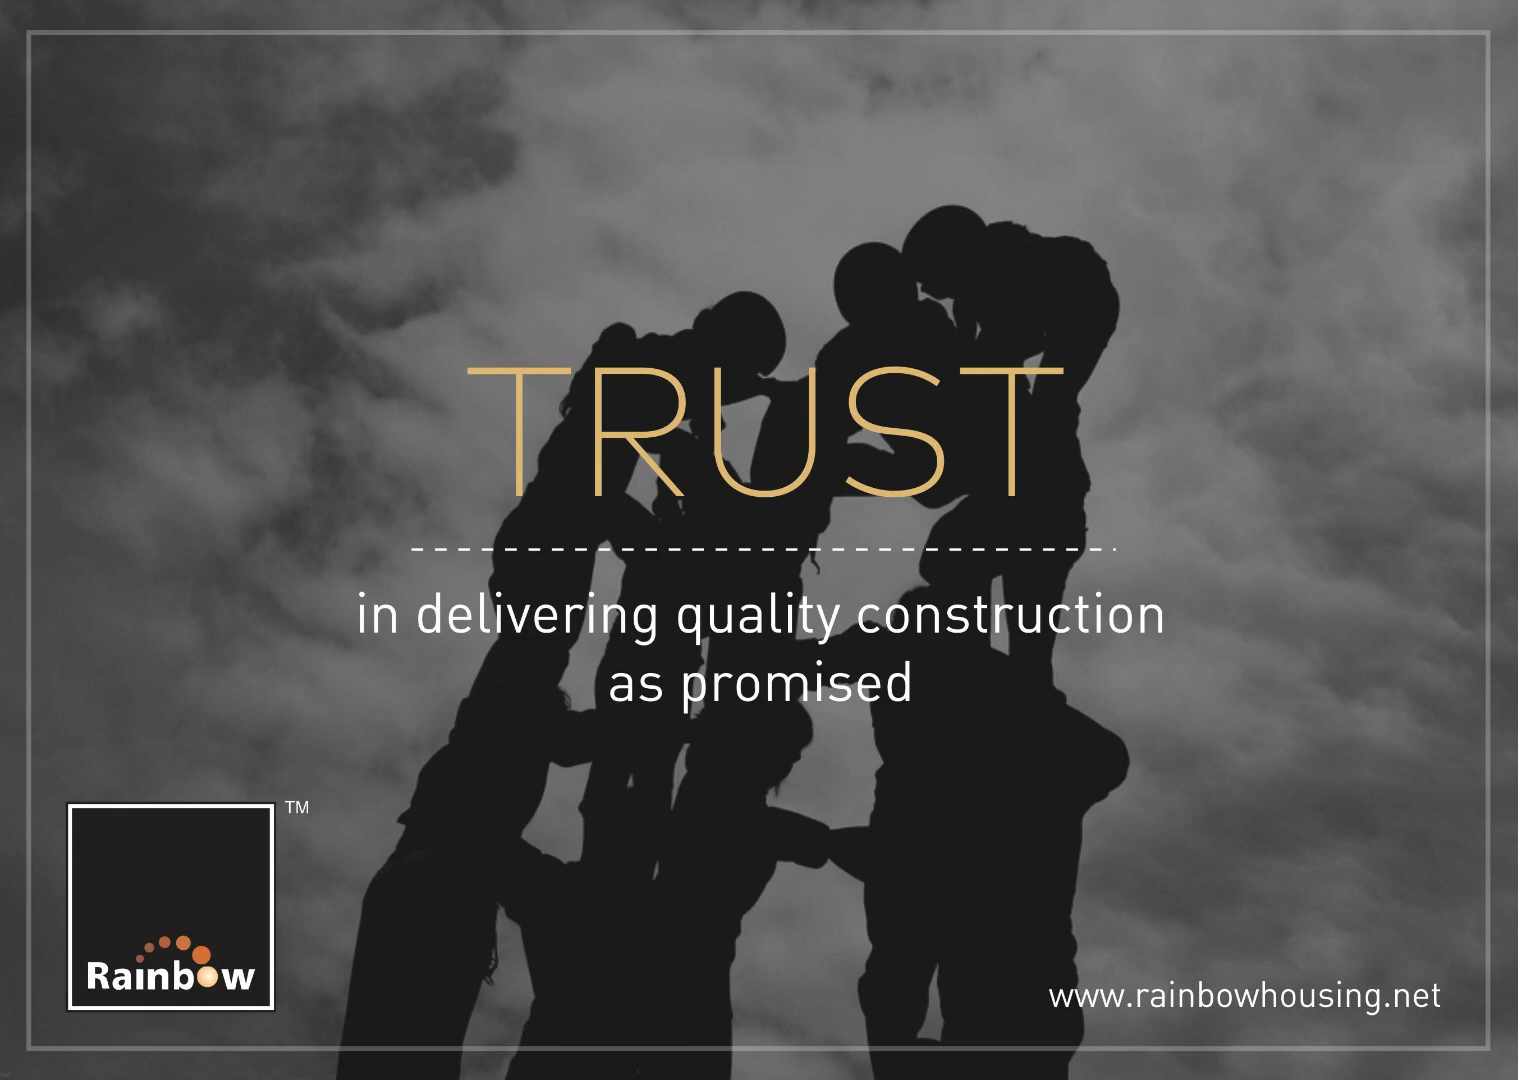 TRUST
in delivering quality construction
as promised
TM
Rainbow
www.rainbowhousing.net